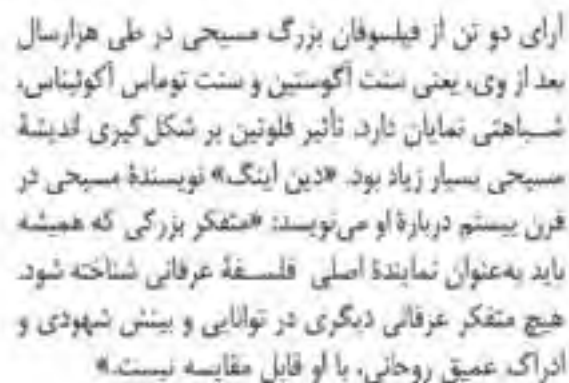 آرای دو تن از فیلسوفان بزرگ مسیحی در طی هزارسال
بعد از وی، یعنی سنت آگوستین و سنت توماس آکوئیناس،
شباهتی نمایان دارد. تأثیر فلوتین بر شکل‌گیری اندیشهٔ
مسیحی بسیار زیاد بود. «دین اینگ» نویسندهٔ مسیحی در
قرن بیستم دربارهٔ او می‌نویسد: «متفکر بزرگی که همیشه
باید به‌عنوان نمایندهٔ اصلی فلسفهٔ عرفانی شناخته شود.
هیچ متفکر عرفانی دیگری در توانایی و بینش شهودی و
ادراک عمیق روحانی، با او قابل مقایسه نیست.»